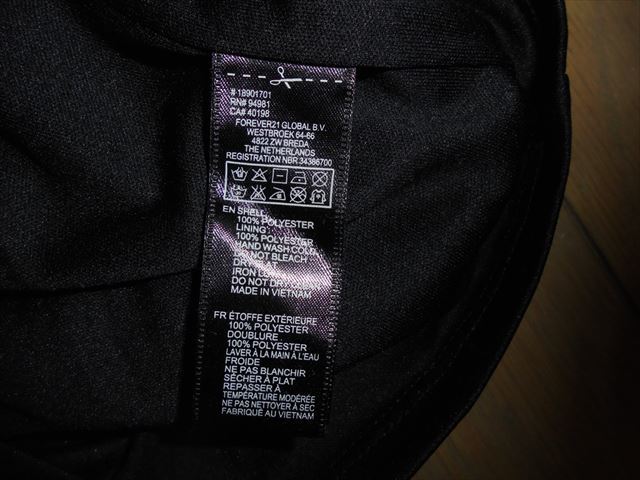 # 18901701
RN# 94981
CA# 40198
FOREVER21 GLOBAL B.V.
WESTBROEK 64-66
4822 ZW BREDA
THE NETHERLANDS
REGISTRATION NBR 34386700
EN SHELL
100% POLYESTER
LINING
100% POLYESTER
HAND WASH COLD
DO NOT BLEACH
DRY FLAT
IRON
DO NOT DRY
MADE IN VIETNAM
FR ÉTOFFE EXTÉRIEURE
100% POLYESTER
DOUBLURE
100% POLYESTER
LAVER À LA MAIN À L'EAU
FROIDE
NE PAS BLANCHIR
SÉCHER À PLAT
REPASSER À
TEMPÉRATURE MODÉRÉE
NE PAS NETTOYER À SEC
FABRIQUÉ AU VIETNAM